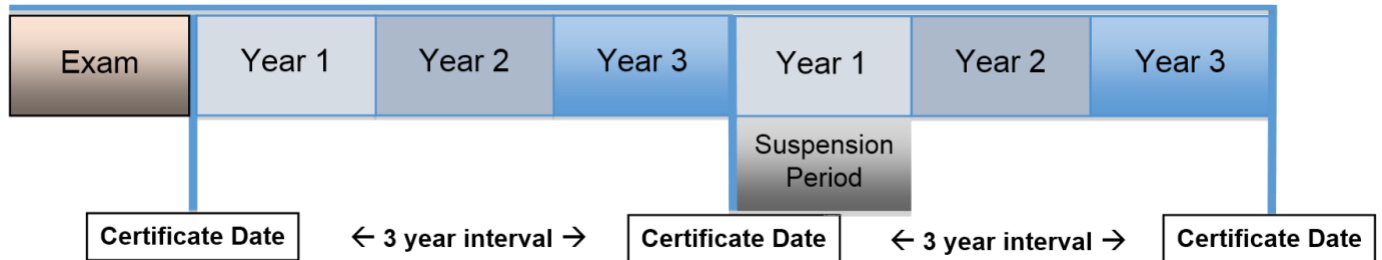 Exam Year 1 Year 2 Year 3 Year 1 Year 2 Year 3
Suspension
Period
Certificate Date ← 3 year interval → Certificate Date ← 3 year interval → Certificate Date